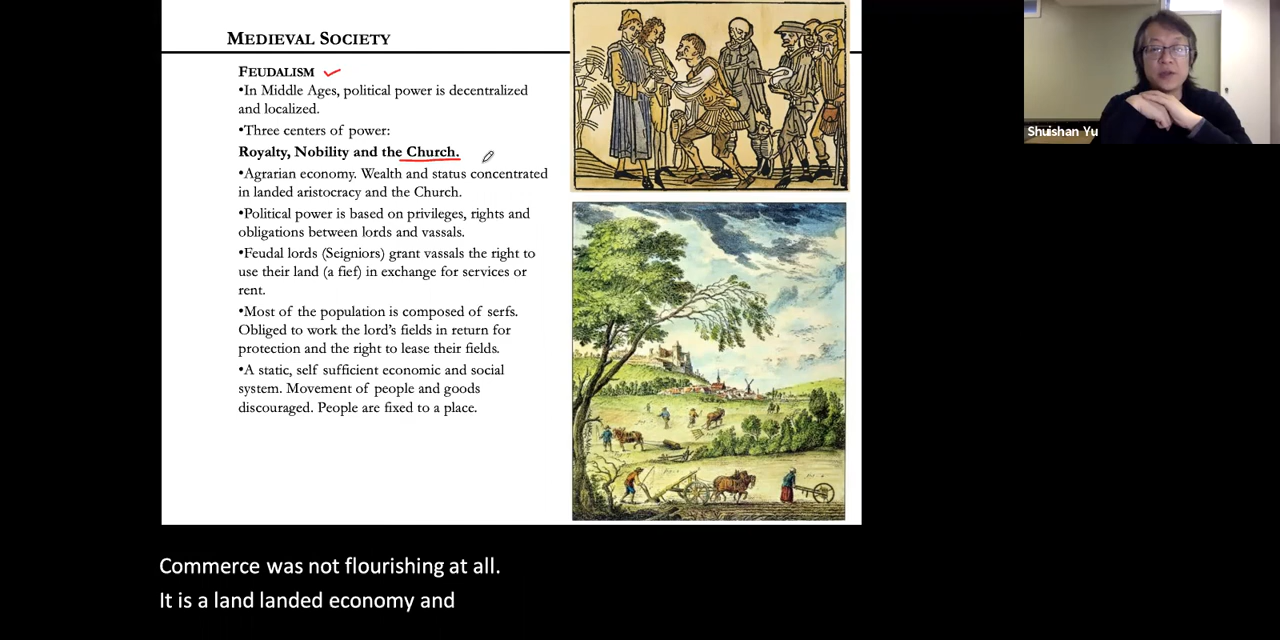 MEDIEVAL SOCIETY
FEUDALISM
•In Middle Ages, political power is decentralized
and localized.
•Three centers of power:
Royalty, Nobility and the Church.
•Agrarian economy. Wealth and status concentrated
in landed aristocracy and the Church.
•Political power is based on privileges, rights and
obligations between lords and vassals.
•Feudal lords (Seigniors) grant vassals the right to
use their land (a fief) in exchange for services or
rent.
•Most of the population is composed of serfs.
Obliged to work the lord's fields in return for
protection and the right to lease their fields.
•A static, self sufficient economic and social
system. Movement of people and goods
discouraged. People are fixed to a place.
Shuishan Yu
Commerce was not flourishing at all.
It is a land landed economy and